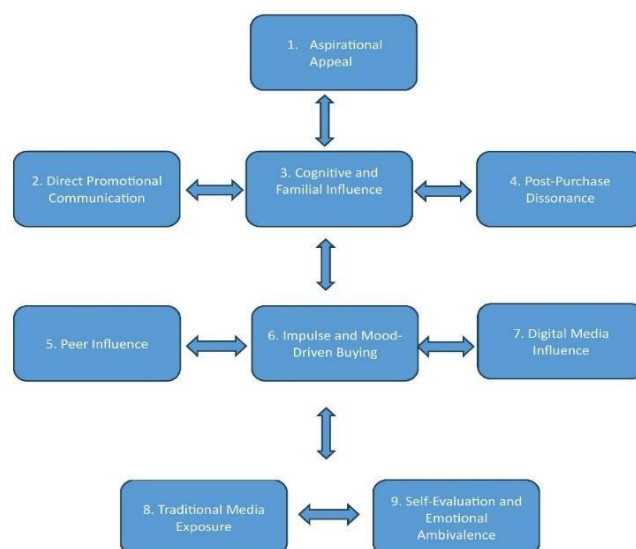 1. Aspirational
Appeal
2. Direct Promotional
Communication
3. Cognitive and
Familial Influence
4. Post-Purchase
Dissonance
5. Peer Influence
6. Impulse and Mood-
Driven Buying
7. Digital Media
Influence
8. Traditional Media
Exposure
9. Self-Evaluation and
Emotional
Ambivalence